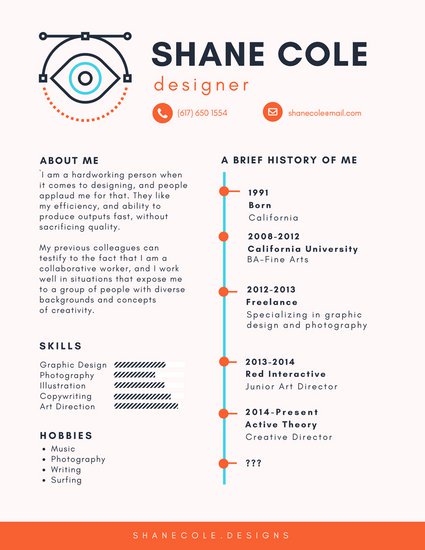 SHANE COLE
designer
(617) 650 1554
shanecole@mail.com
ABOUT ME
I am a hardworking person when
it comes to designing, and people
applaud me for that. They like
my efficiency, and ability to
produce outputs fast, without
sacrificing quality.
My previous colleagues can
testify to the fact that I am a
collaborative worker, and I work
well in situations that expose me
to a group of people with diverse
backgrounds and concepts
of creativity.
SKILLS
Graphic Design
Photography
Illustration
Copywriting
Art Direction
HOBBIES
• Music
• Photography
• Writing
• Surfing
A BRIEF HISTORY OF ME
1991
Born
California
2008-2012
California University
BA-Fine Arts
2012-2013
Freelance
Specializing in graphic
design and photography
2013-2014
Red Interactive
Junior Art Director
2014-Present
Active Theory
Creative Director
???
SHANECOLE.DESIGNS